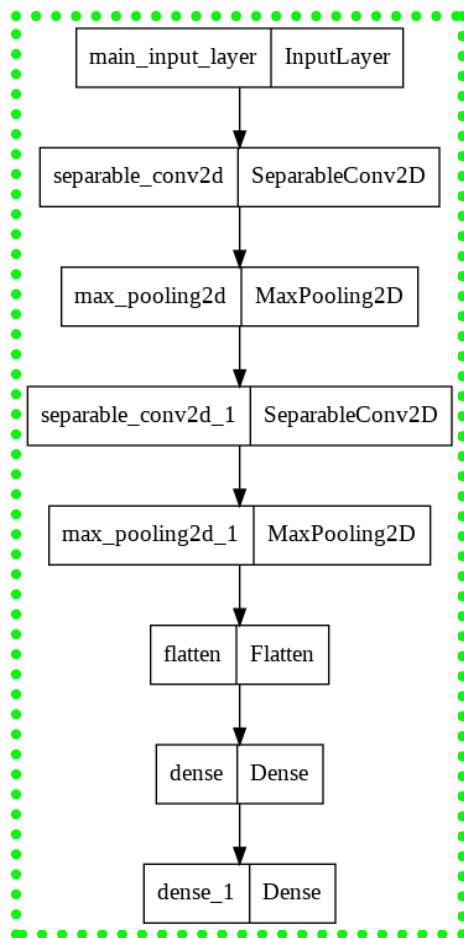 main_input_layer InputLayer
separable_conv2d SeparableConv2D
max_pooling2d MaxPooling2D
separable_conv2d_1 SeparableConv2D
max_pooling2d_1 MaxPooling2D
flatten Flatten
dense Dense
dense_1 Dense